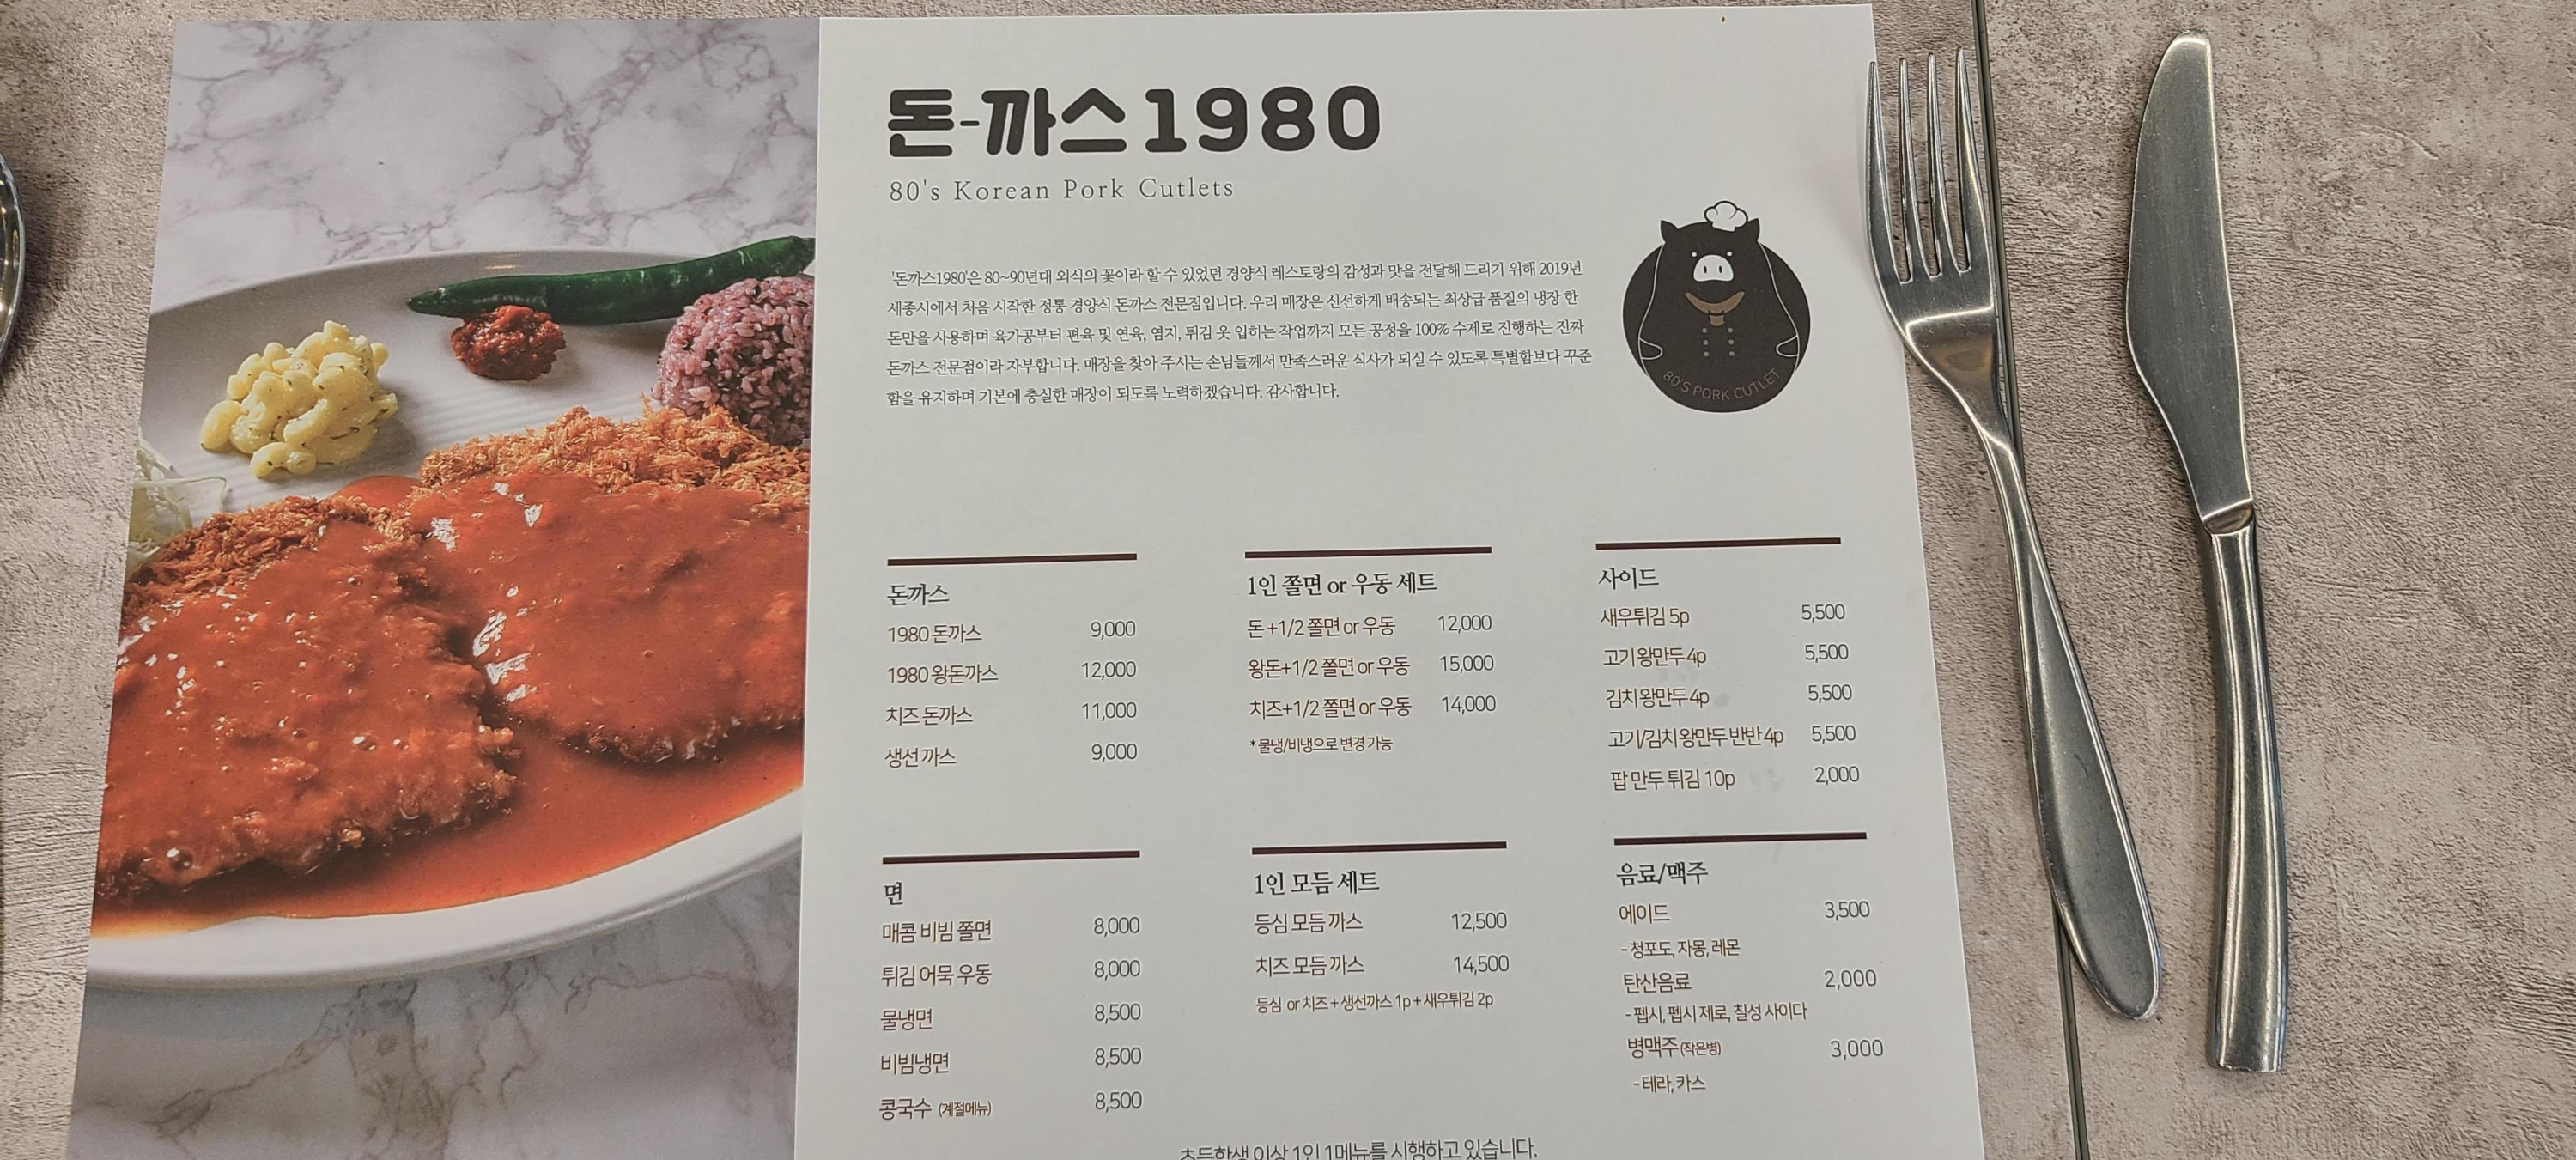 돈-까스1980
80's Korean Pork Cutlets
'돈까스1980'은 80~90년대 외식의 꽃이라 할 수 있었던 경양식 레스토랑의 감성과 맛을 전달해 드리기 위해 2019년
세종시에서 처음 시작한 정통 경양식 돈까스 전문점입니다. 우리 매장은 신선하게 배송되는 최상급 품질의 냉장 한
돈만을 사용하며 육가공부터 편육 및 연육, 염지, 튀김 옷 입히는 작업까지 모든 공정을 100% 수제로 진행하는 진짜
돈까스 전문점이라 자부합니다. 매장을 찾아 주시는 손님들께서 만족스러운 식사가 되실 수 있도록 특별함보다 꾸준
함을 유지하며 기본에 충실한 매장이 되도록 노력하겠습니다. 감사합니다.
80'S PORK CUTLET
돈까스
1980 돈까스 9,000
1980 왕돈까스 12,000
치즈 돈까스 11,000
생선 까스 9,000
1인 쫄면 or 우동 세트
돈+1/2 쫄면 or 우동 12,000
왕돈+1/2 쫄면 or 우동 15,000
치즈+1/2 쫄면 or 우동 14,000
*물냉/비냉으로 변경 가능
사이드
새우튀김 5p 5,500
고기왕만두 4p 5,500
김치왕만두 4p 5,500
고기/김치왕만두 반반 4p 5,500
팝 만두 튀김 10p 2,000
면
매콤 비빔 쫄면 8,000
튀김 어묵 우동 8,000
물냉면 8,500
비빔냉면 8,500
콩국수 (계절메뉴) 8,500
1인 모듬 세트
등심 모듬 까스 12,500
치즈 모듬 까스 14,500
등심 or 치즈 + 생선까스 1p + 새우튀김 2p
음료/맥주
에이드 3,500
- 청포도, 자몽, 레몬
탄산음료 2,000
- 펩시, 펩시 제로, 칠성 사이다
병맥주 (작은병) 3,000
- 테라, 카스
초등학생 이상 1인 1메뉴를 시행하고 있습니다.